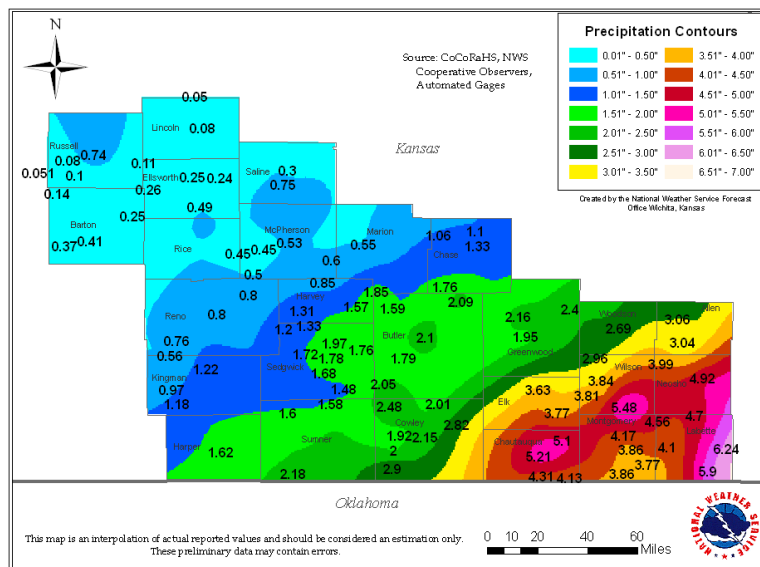 N
Source: CoCoRaHS, NWS
Cooperative Observers,
Automated Gages
Precipitation Contours
0.01" - 0.50" 3.51" - 4.00"
0.51" - 1.00" 4.01" - 4.50"
1.01" - 1.50" 4.51" - 5.00"
1.51" - 2.00" 5.01" - 5.50"
2.01" - 2.50" 5.51" - 6.00"
2.51" - 3.00" 6.01" - 6.50"
3.01" - 3.50" 6.51" - 7.00"
Created by the National Weather Service Forecast
Office Wichita, Kansas
Kansas
0.05
Lincoln 0.08
Russell 0.74
0.08 0.11
0.051 0.1
0.14
Ellsworth 0.25 0.24
0.26
Saline 0.3
0.75
0.49
0.25
Barton
0.37 0.41
Rice
McPherson
0.53
0.45 0.45
0.5
Marion
0.55
0.6
1.06 1.1
1.33
Chase
1.76
0.85
0.8
Reno 0.8
0.76
0.56
Harvey
1.31
1.2 1.33
1.57 1.85
1.59
2.09
Butler 2.1
1.97
1.72 1.78 1.76
1.79
Sedgwick 1.68
1.48
1.58
1.6
2.05
2.16 2.4
1.95
Greenwood
Woodson
2.69
2.96
Allen
3.06
3.04
Kingman 1.22
0.97
1.18
Harper 1.62
Sumner
2.18
2.48 2.01
Cowley
1.92 2.15
2
2.82
2.9
Elk 3.63
3.77
Wilson 3.99
3.84
3.81
Neosho 4.92
5.48
Montgomery 4.56
4.7
Labette
Chautauqua 5.1
5.21
4.31 4.13
4.17
3.86
3.77
3.86
4.1
6.24
5.9
Oklahoma
This map is an interpolation of actual reported values and should be considered an estimation only.
These preliminary data may contain errors.
0 10 20 40 60
Miles
NATIONAL WEATHER SERVICE